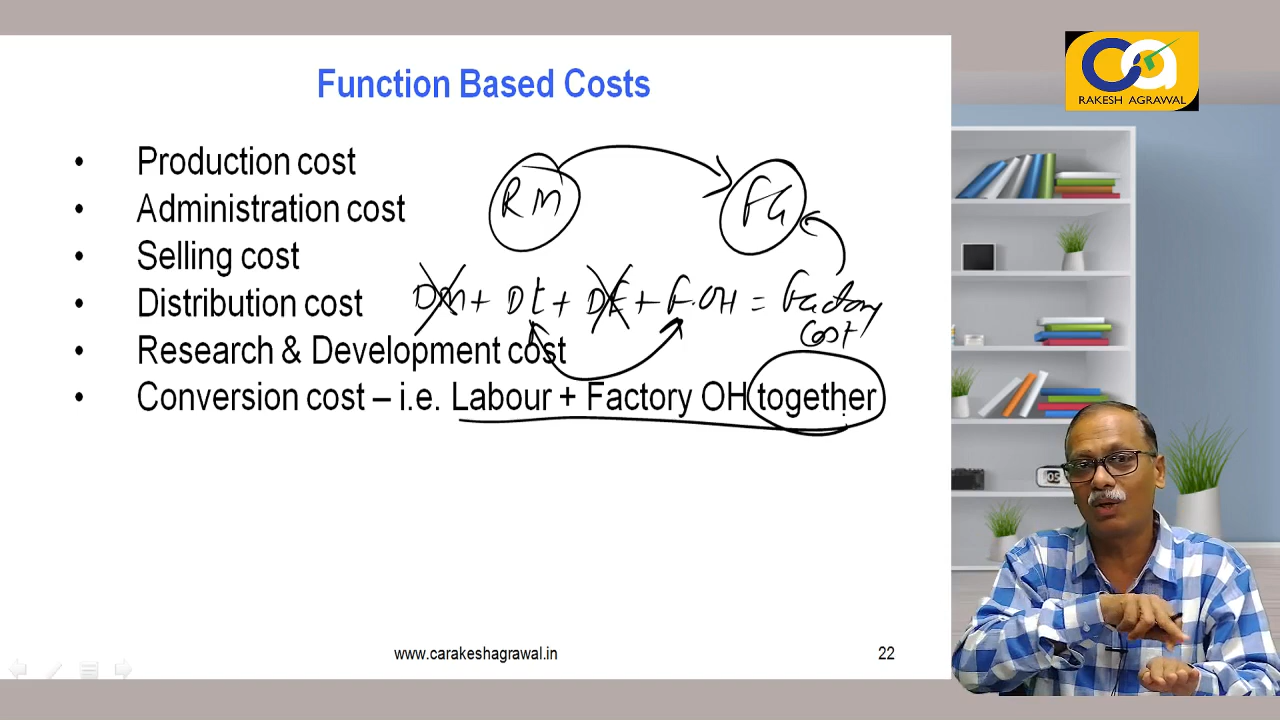 Function Based Costs
RAKESH AGRAWAL
• Production cost
• Administration cost
• Selling cost
• Distribution cost
• Research & Development cost
• Conversion cost – i.e. Labour + Factory OH together
RM
FG
DM + DL + DE + F.OH = Factory
cost
05
www.carakeshagrawal.in
22